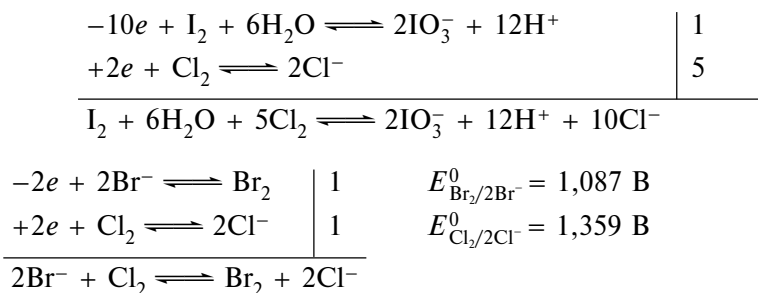 −10e + I₂ + 6H₂O ⇌ 2IO₃⁻ + 12H⁺ | 1
+2e + Cl₂ ⇌ 2Cl⁻ | 5
I₂ + 6H₂O + 5Cl₂ ⇌ 2IO₃⁻ + 12H⁺ + 10Cl⁻
−2e + 2Br⁻ ⇌ Br₂ | 1 E⁰Br₂/2Br⁻ = 1,087 В
+2e + Cl₂ ⇌ 2Cl⁻ | 1 E⁰Cl₂/2Cl⁻ = 1,359 В
2Br⁻ + Cl₂ ⇌ Br₂ + 2Cl⁻